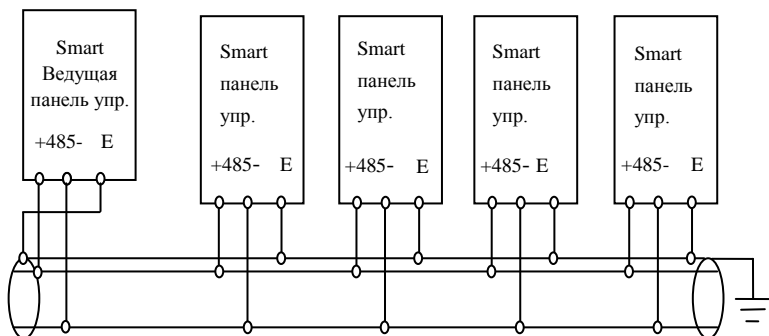 Smart
Ведущая
панель упр.
+485- E
Smart
панель
упр.
+485- E
Smart
панель
упр.
+485- E
Smart
панель
упр.
+485- E
Smart
панель
упр.
+485- E